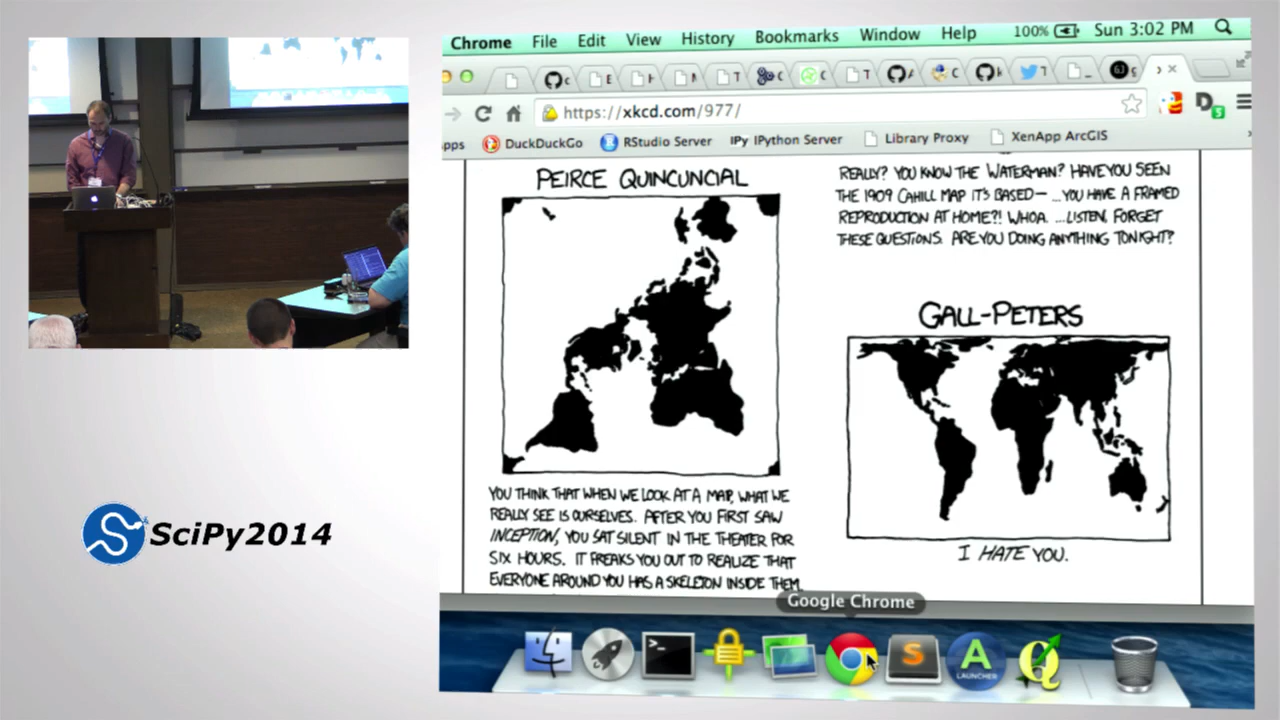 Chrome File Edit View History Bookmarks Window Help 100% Sun 3:02 PM
https://xkcd.com/977/
apps DuckDuckGo RStudio Server IPy IPython Server Library Proxy XenApp ArcGIS
PEIRCE QUINCUNCIAL
YOU THINK THAT WHEN WE LOOK AT A MAP, WHAT WE
REALLY SEE IS OURSELVES. AFTER YOU FIRST SAW
INCEPTION, YOU SAT SILENT IN THE THEATER FOR
SIX HOURS. IT FREAKS YOU OUT TO REALIZE THAT
EVERYONE AROUND YOU HAS A SKELETON INSIDE THEM.
REALLY? YOU KNOW THE WATERMAN? HAVE YOU SEEN
THE 1909 CAHILL MAP IT'S BASED— ...YOU HAVE A FRAMED
REPRODUCTION AT HOME?! WHOA. ...LISTEN, FORGET
THESE QUESTIONS. ARE YOU DOING ANYTHING TONIGHT?
GALL-PETERS
I HATE YOU.
Google Chrome
S
A
LAUNCHER
SciPy2014